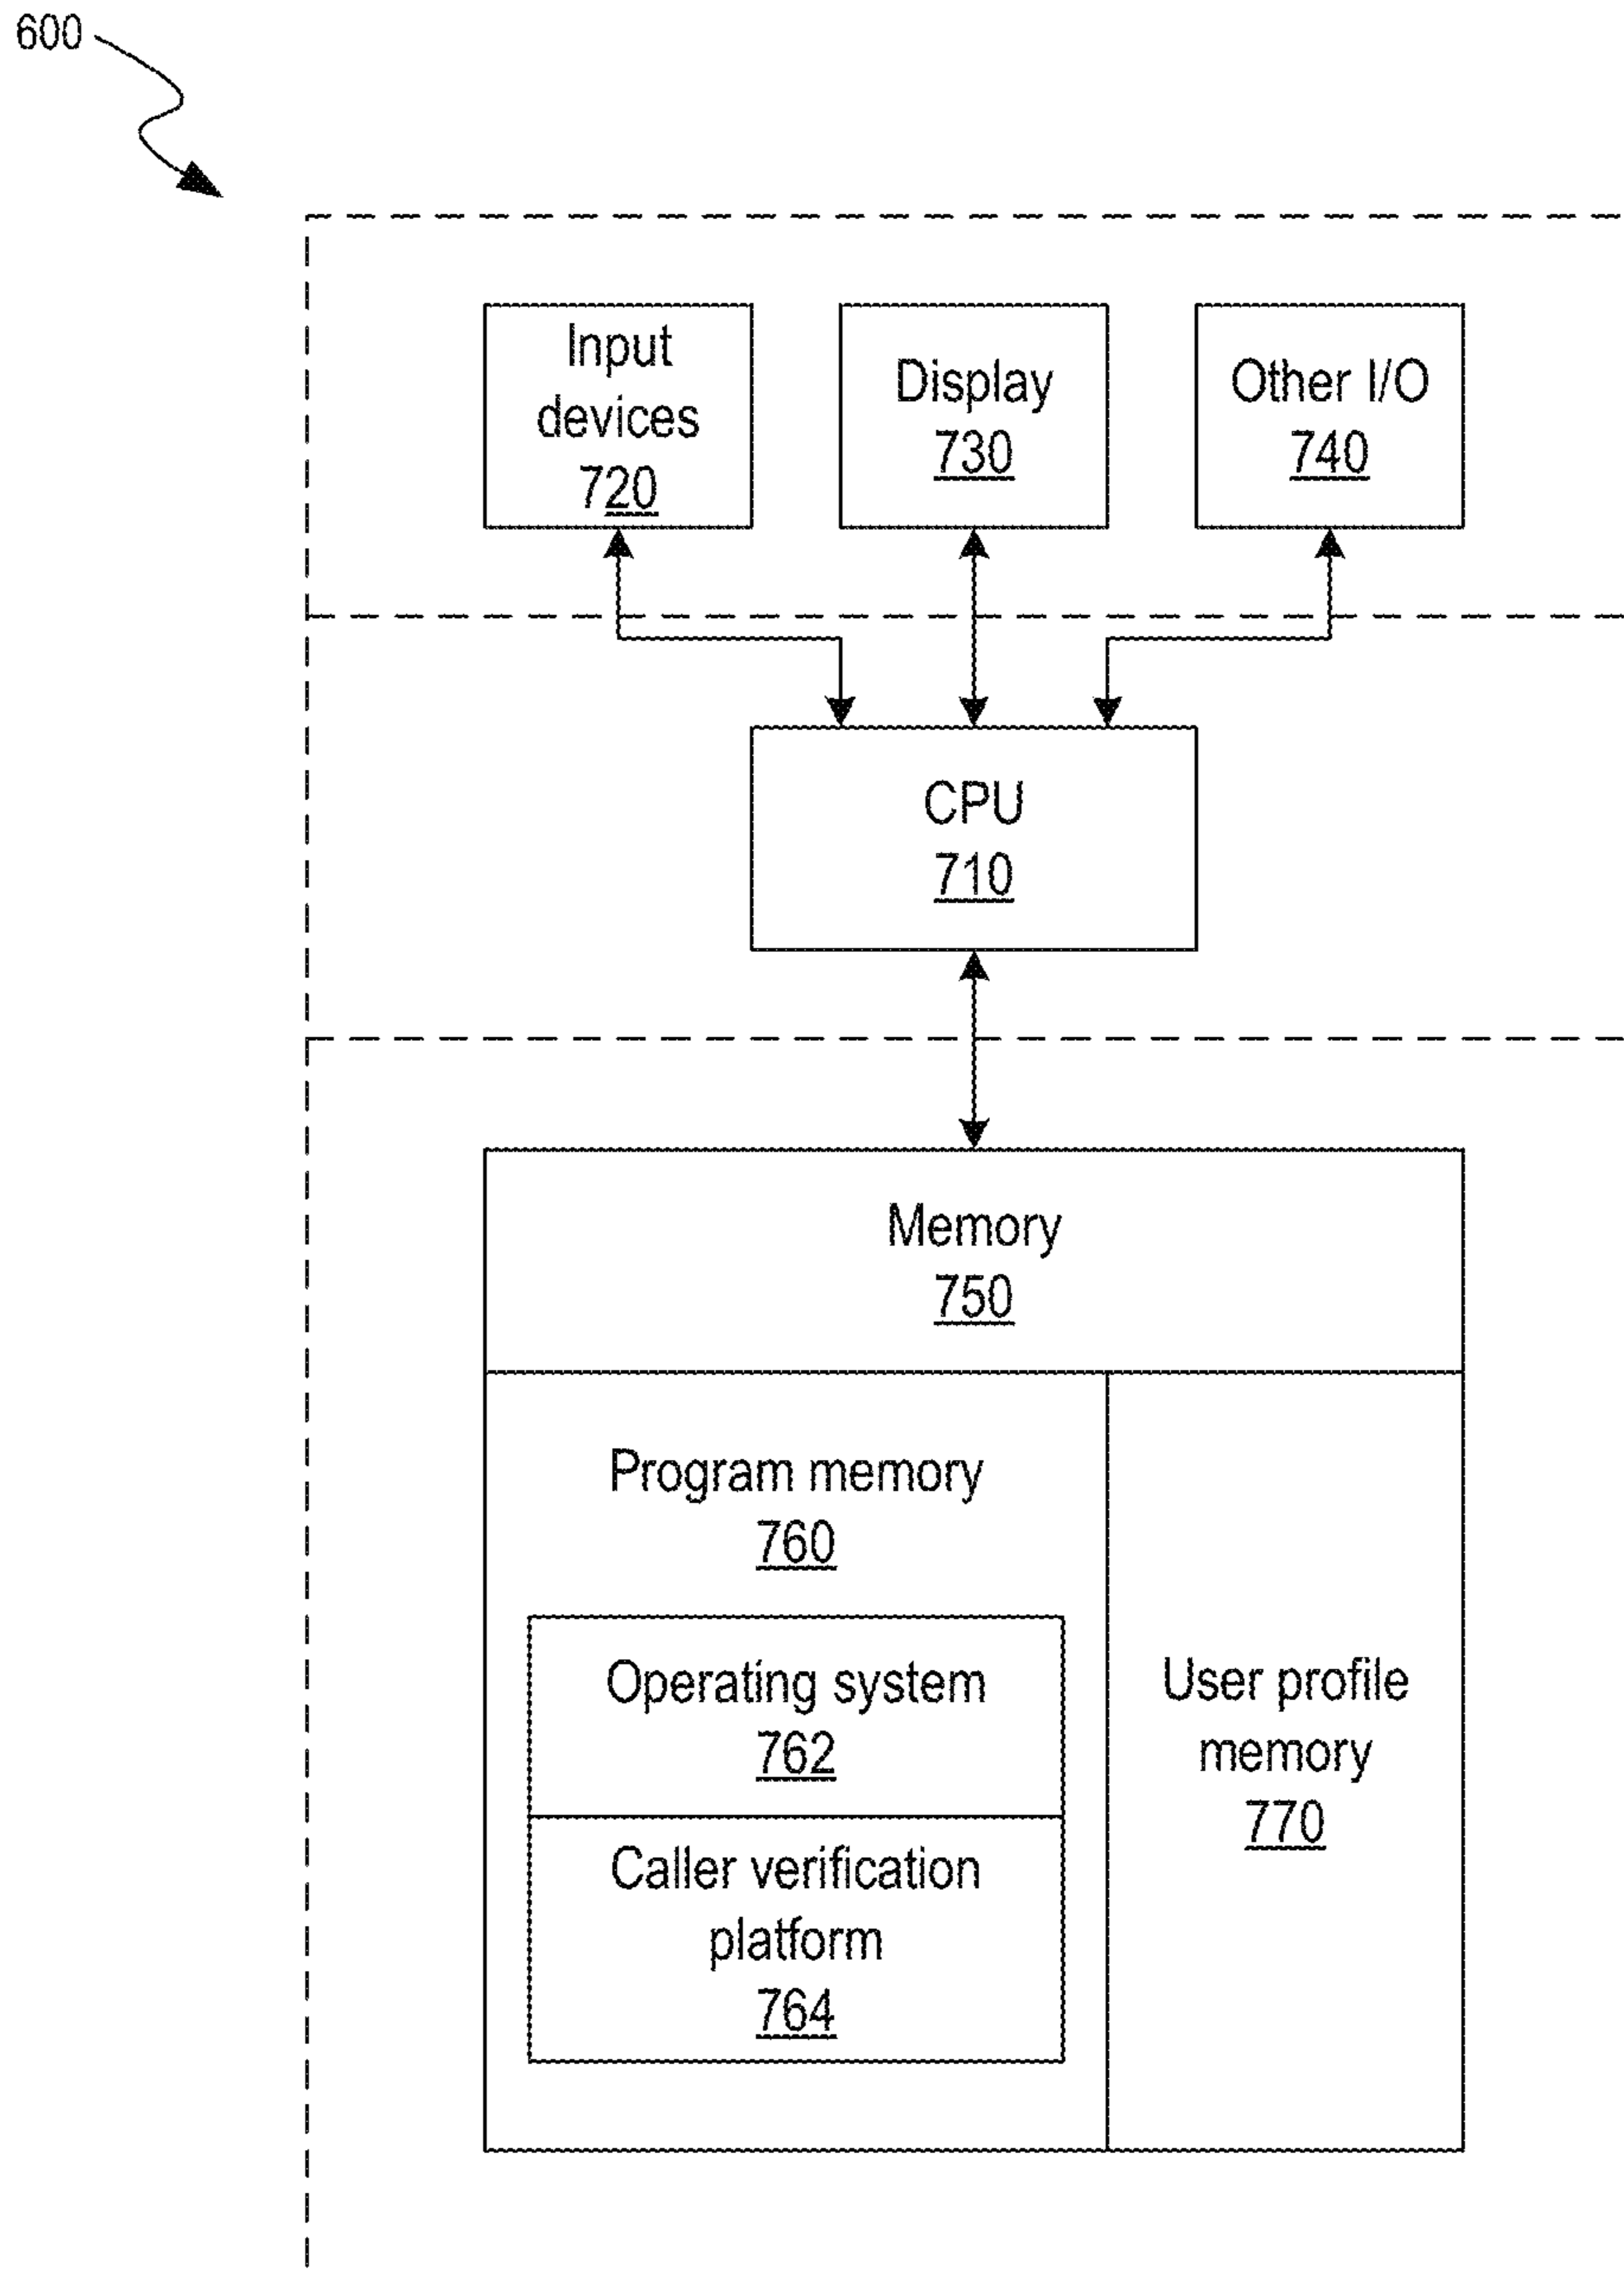 600
Input
devices
720
Display
730
Other I/O
740
CPU
710
Memory
750
Program memory
760
Operating system
762
Caller verification
platform
764
User profile
memory
770